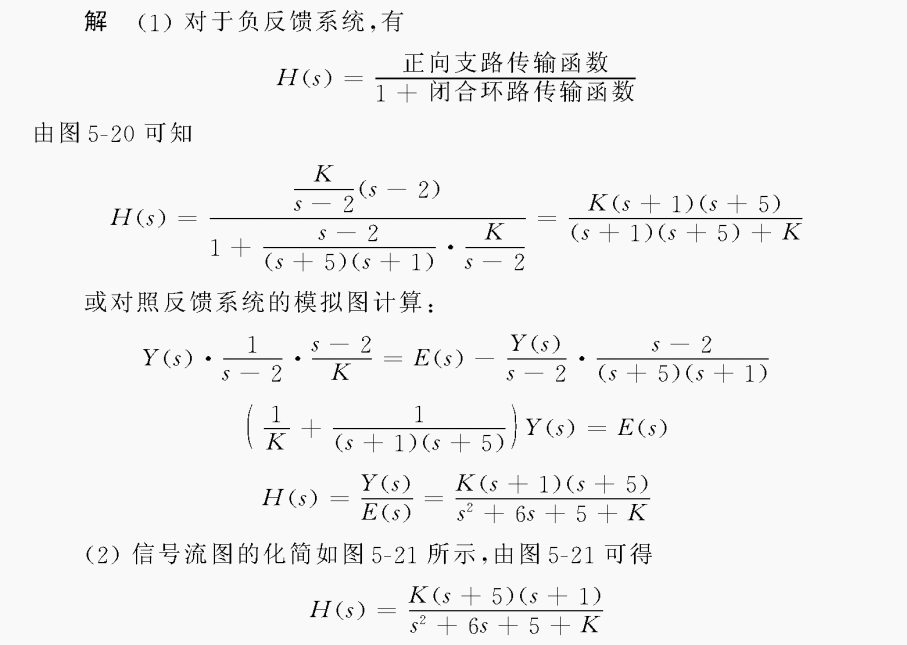 解 (1) 对于负反馈系统,有
H(s) = \frac{正向支路传输函数}{1 + 闭合环路传输函数}
由图 5-20 可知
H(s) = \frac{\frac{K}{s-2}(s-2)}{1 + \frac{s-2}{(s+5)(s+1)} \cdot \frac{K}{s-2}} = \frac{K(s+1)(s+5)}{(s+1)(s+5)+K}
或对照反馈系统的模拟图计算:
Y(s) \cdot \frac{1}{s-2} \cdot \frac{s-2}{K} = E(s) - \frac{Y(s)}{s-2} \cdot \frac{s-2}{(s+5)(s+1)}
\left( \frac{1}{K} + \frac{1}{(s+1)(s+5)} \right) Y(s) = E(s)
H(s) = \frac{Y(s)}{E(s)} = \frac{K(s+1)(s+5)}{s^2+6s+5+K}
(2) 信号流图的化简如图 5-21 所示,由图 5-21 可得
H(s) = \frac{K(s+5)(s+1)}{s^2+6s+5+K}